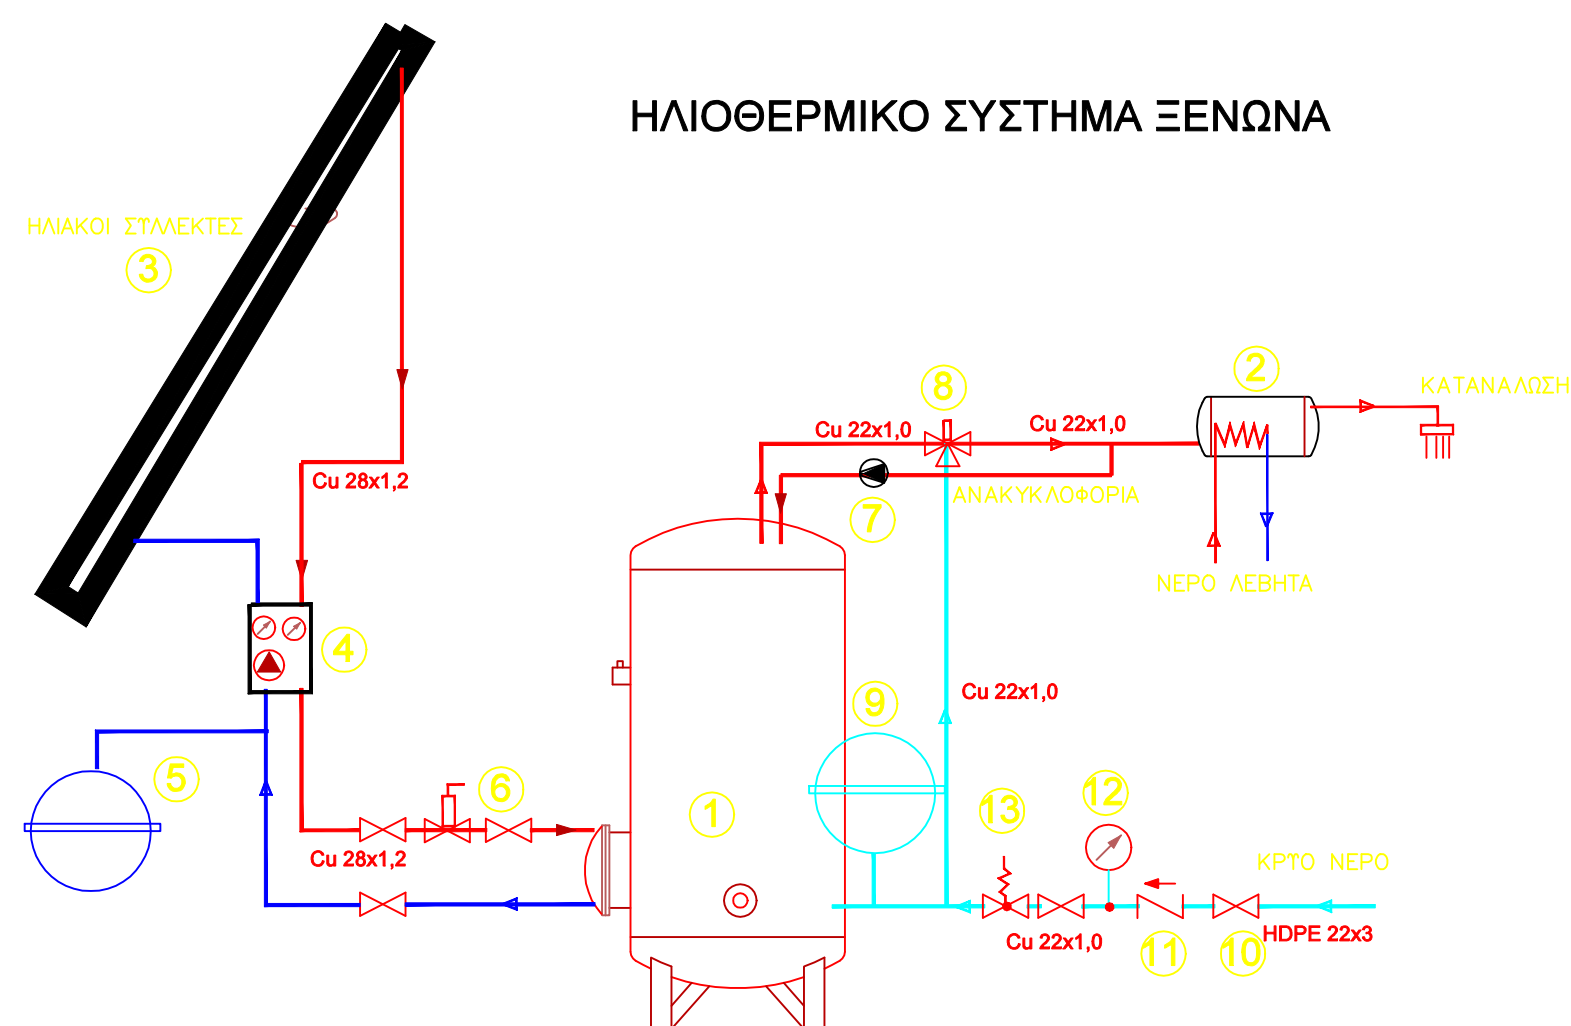 ΗΛΙΟΘΕΡΜΙΚΟ ΣΥΣΤΗΜΑ ΞΕΝΩΝΑ
ΗΛΙΑΚΟΙ ΣΥΛΛΕΚΤΕΣ
3
2
8
ΚΑΤΑΝΑΛΩΣΗ
Cu 22x1,0
Cu 22x1,0
Cu 28x1,2
ΑΝΑΚΥΚΛΟΦΟΡΙΑ
7
ΝΕΡΟ ΛΕΒΗΤΑ
4
Cu 22x1,0
9
5
6
1
13
12
Cu 28x1,2
ΚΡΥΟ ΝΕΡΟ
Cu 22x1,0
HDPE 22x3
11
10